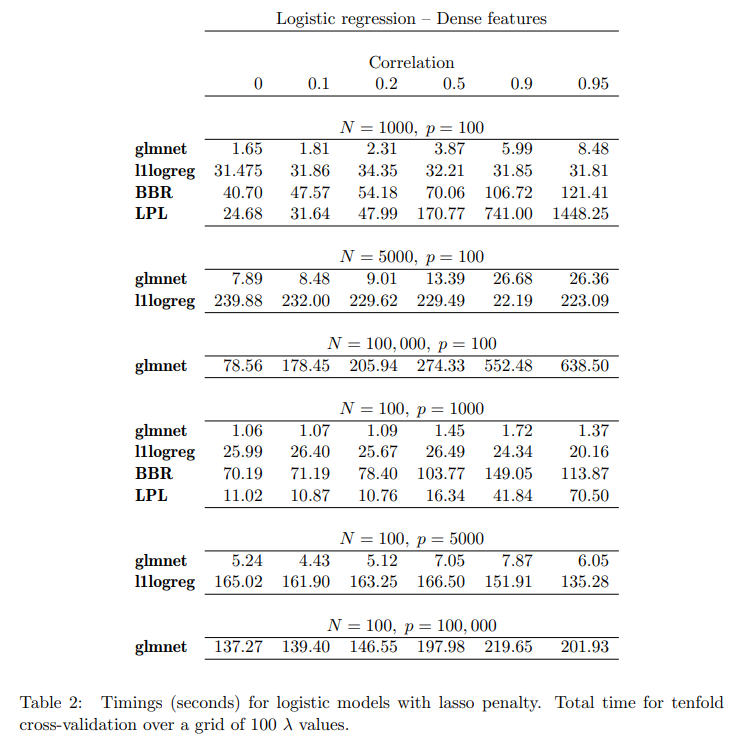 Logistic regression – Dense features
Correlation
0 0.1 0.2 0.5 0.9 0.95
N = 1000, p = 100
glmnet 1.65 1.81 2.31 3.87 5.99 8.48
l1logreg 31.475 31.86 34.35 32.21 31.85 31.81
BBR 40.70 47.57 54.18 70.06 106.72 121.41
LPL 24.68 31.64 47.99 170.77 741.00 1448.25
N = 5000, p = 100
glmnet 7.89 8.48 9.01 13.39 26.68 26.36
l1logreg 239.88 232.00 229.62 229.49 22.19 223.09
N = 100,000, p = 100
glmnet 78.56 178.45 205.94 274.33 552.48 638.50
N = 100, p = 1000
glmnet 1.06 1.07 1.09 1.45 1.72 1.37
l1logreg 25.99 26.40 25.67 26.49 24.34 20.16
BBR 70.19 71.19 78.40 103.77 149.05 113.87
LPL 11.02 10.87 10.76 16.34 41.84 70.50
N = 100, p = 5000
glmnet 5.24 4.43 5.12 7.05 7.87 6.05
l1logreg 165.02 161.90 163.25 166.50 151.91 135.28
N = 100, p = 100,000
glmnet 137.27 139.40 146.55 197.98 219.65 201.93
Table 2: Timings (seconds) for logistic models with lasso penalty. Total time for tenfold
cross-validation over a grid of 100 λ values.